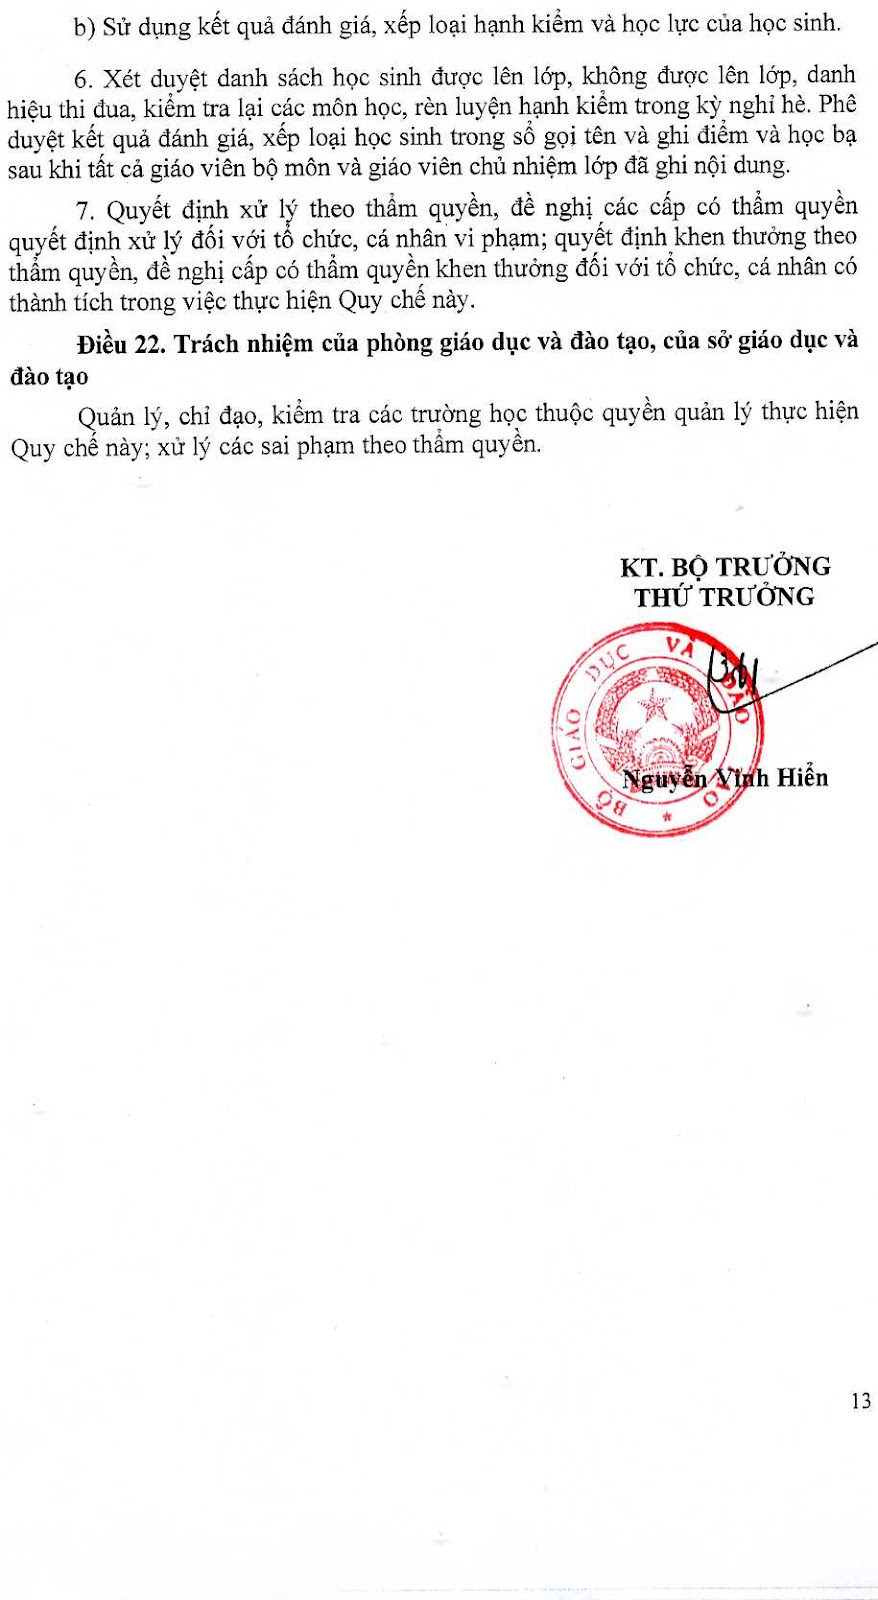 b) Sử dụng kết quả đánh giá, xếp loại hạnh kiểm và học lực của học sinh.
6. Xét duyệt danh sách học sinh được lên lớp, không được lên lớp, danh
hiệu thi đua, kiểm tra lại các môn học, rèn luyện hạnh kiểm trong kỳ nghỉ hè. Phê
duyệt kết quả đánh giá, xếp loại học sinh trong sổ gọi tên và ghi điểm và học bạ
sau khi tất cả giáo viên bộ môn và giáo viên chủ nhiệm lớp đã ghi nội dung.
7. Quyết định xử lý theo thẩm quyền, đề nghị các cấp có thẩm quyền
quyết định xử lý đối với tổ chức, cá nhân vi phạm; quyết định khen thưởng theo
thẩm quyền, đề nghị cấp có thẩm quyền khen thưởng đối với tổ chức, cá nhân có
thành tích trong việc thực hiện Quy chế này.
Điều 22. Trách nhiệm của phòng giáo dục và đào tạo, của sở giáo dục và
đào tạo
Quản lý, chỉ đạo, kiểm tra các trường học thuộc quyền quản lý thực hiện
Quy chế này; xử lý các sai phạm theo thẩm quyền.
KT. BỘ TRƯỞNG
THỨ TRƯỞNG
BỘ GIÁO DỤC VÀ ĐÀO TẠO
Nguyễn Vinh Hiển
13